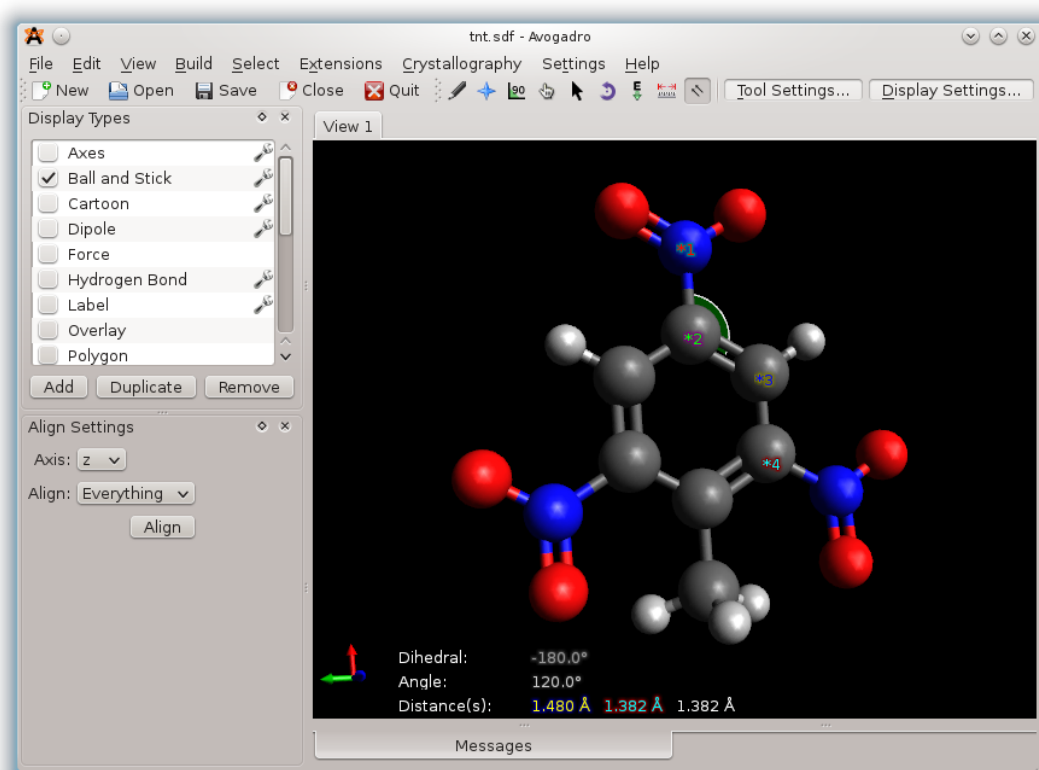 tnt.sdf - Avogadro
File Edit View Build Select Extensions Crystallography Settings Help
New Open Save Close Quit 90 E Tool Settings... Display Settings...
Display Types
View 1
Axes
Ball and Stick
Cartoon
Dipole
Force
Hydrogen Bond
Label
Overlay
Polygon
Add Duplicate Remove
Align Settings
Axis: z
Align: Everything
Align
*1
*2
*3
*4
Dihedral: -180.0°
Angle: 120.0°
Distance(s): 1.480 Å 1.382 Å 1.382 Å
Messages